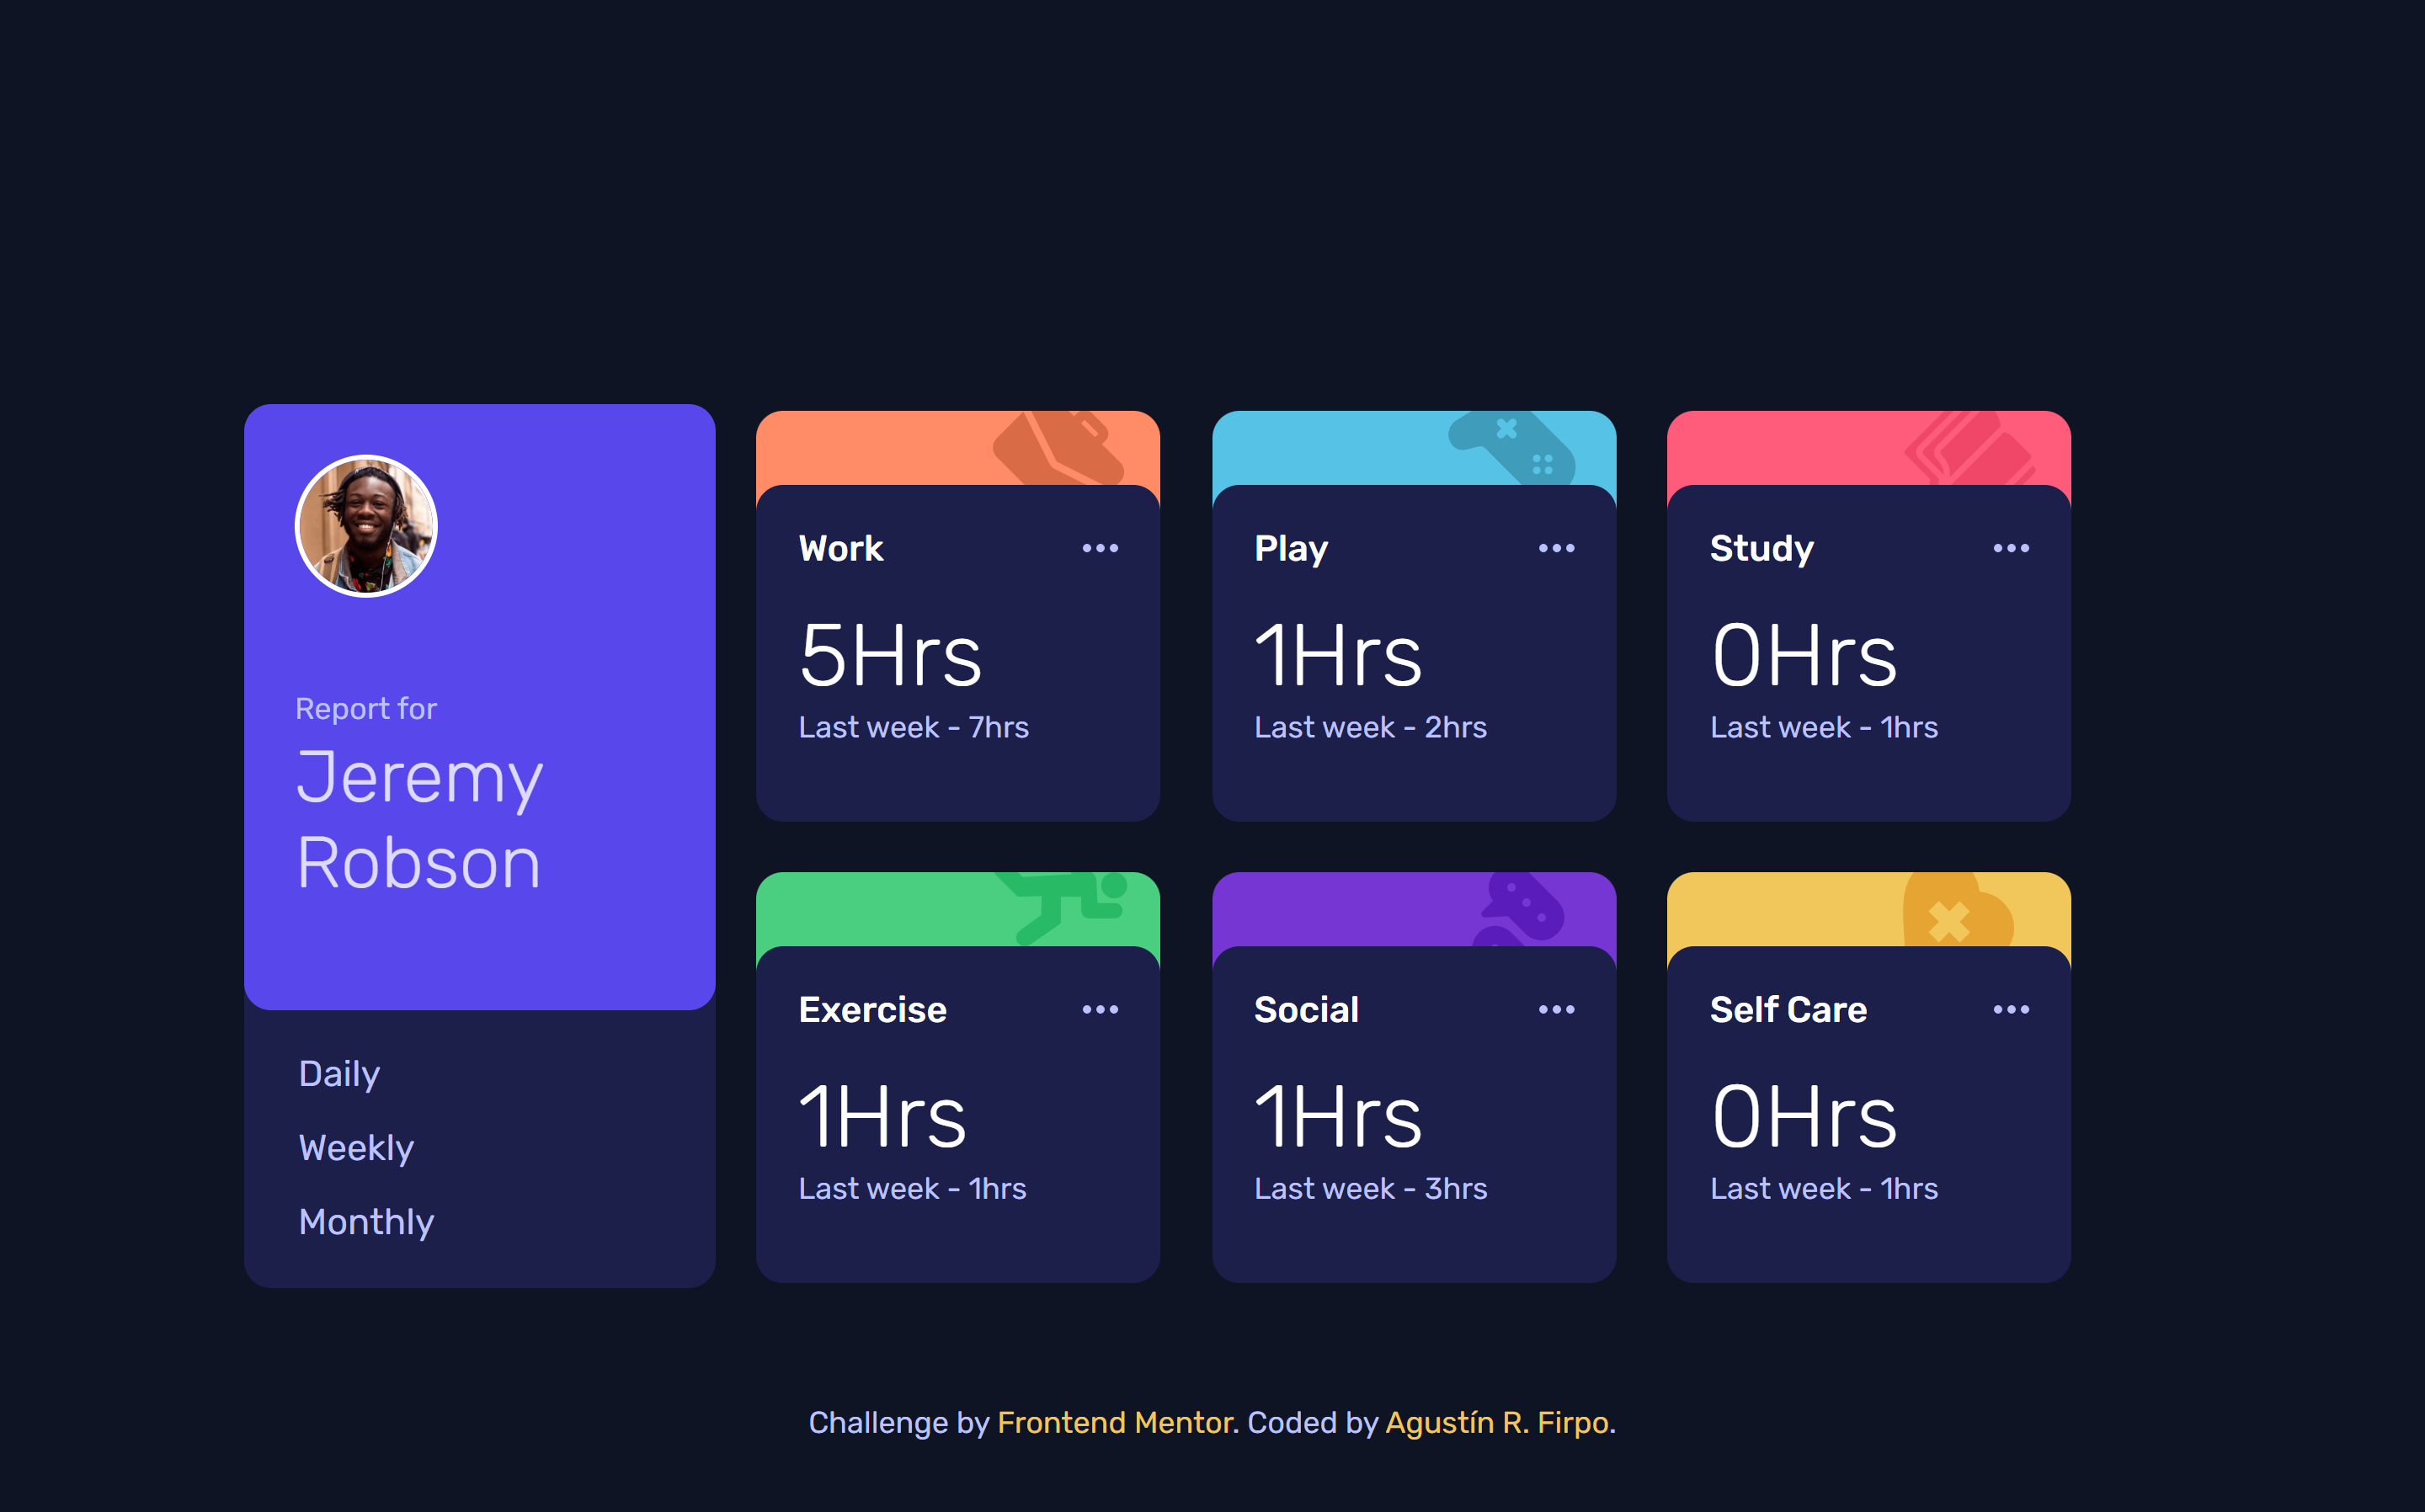 Report for
Jeremy
Robson
Daily
Weekly
Monthly
Work
5Hrs
Last week - 7hrs
Play
1Hrs
Last week - 2hrs
Study
0Hrs
Last week - 1hrs
Exercise
1Hrs
Last week - 1hrs
Social
1Hrs
Last week - 3hrs
Self Care
0Hrs
Last week - 1hrs
Challenge by Frontend Mentor. Coded by Agustín R. Firpo.